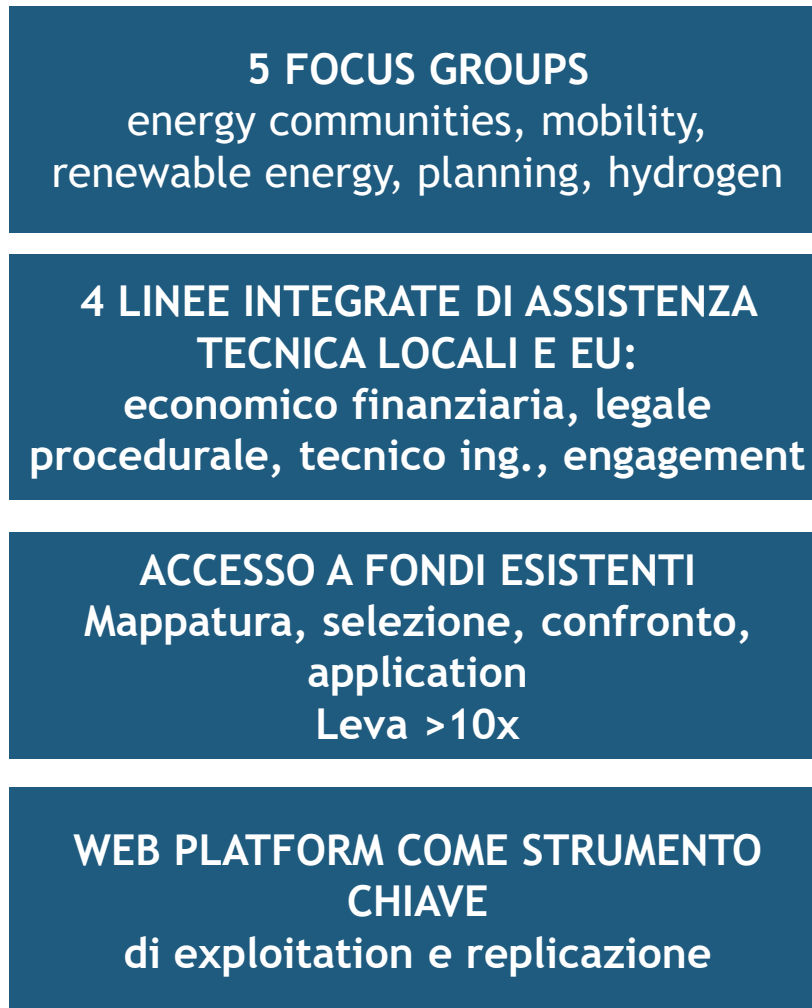 5 FOCUS GROUPS
energy communities, mobility,
renewable energy, planning, hydrogen
4 LINEE INTEGRATE DI ASSISTENZA
TECNICA LOCALI E EU:
economico finanziaria, legale
procedurale, tecnico ing., engagement
ACCESSO A FONDI ESISTENTI
Mappatura, selezione, confronto,
application
Leva >10x
WEB PLATFORM COME STRUMENTO
CHIAVE
di exploitation e replicazione